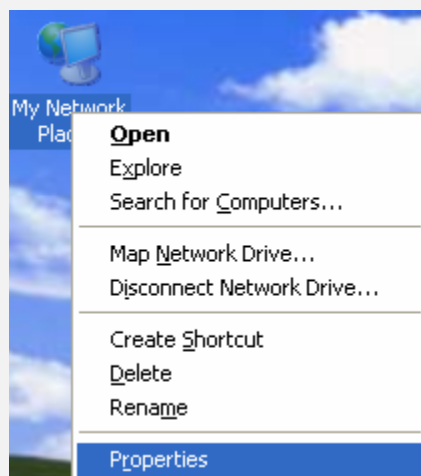 My Network
Plac
Open
Explore
Search for Computers...
Map Network Drive...
Disconnect Network Drive...
Create Shortcut
Delete
Rename
Properties